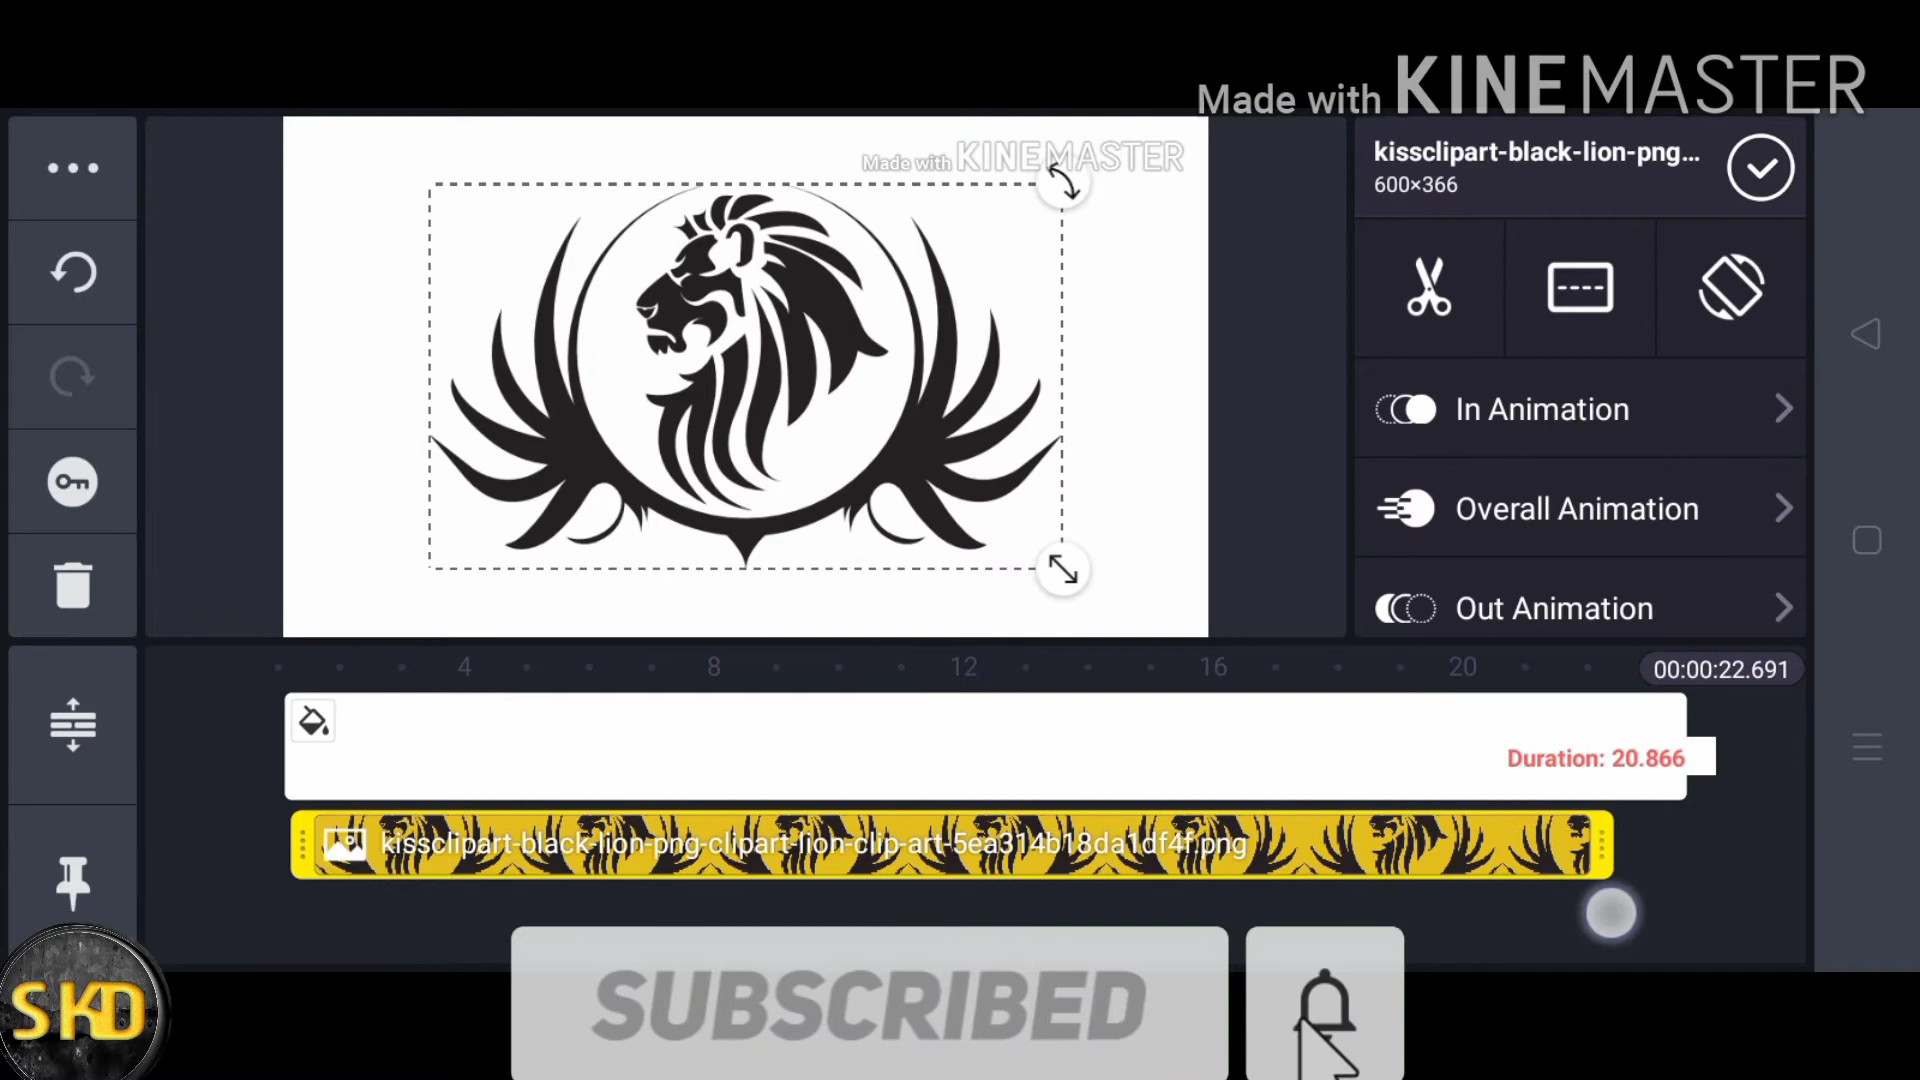 Made with KINEMASTER
Made with KINEMASTER
kissclipart-black-lion-png...
600×366
In Animation
Overall Animation
Out Animation
4 8 12 16 20
00:00:22.691
Duration: 20.866
kissclipart-black-lion-png-clipart-lion-clip-art-5ea314b18da1df4f.png
SUBSCRIBED
SKD